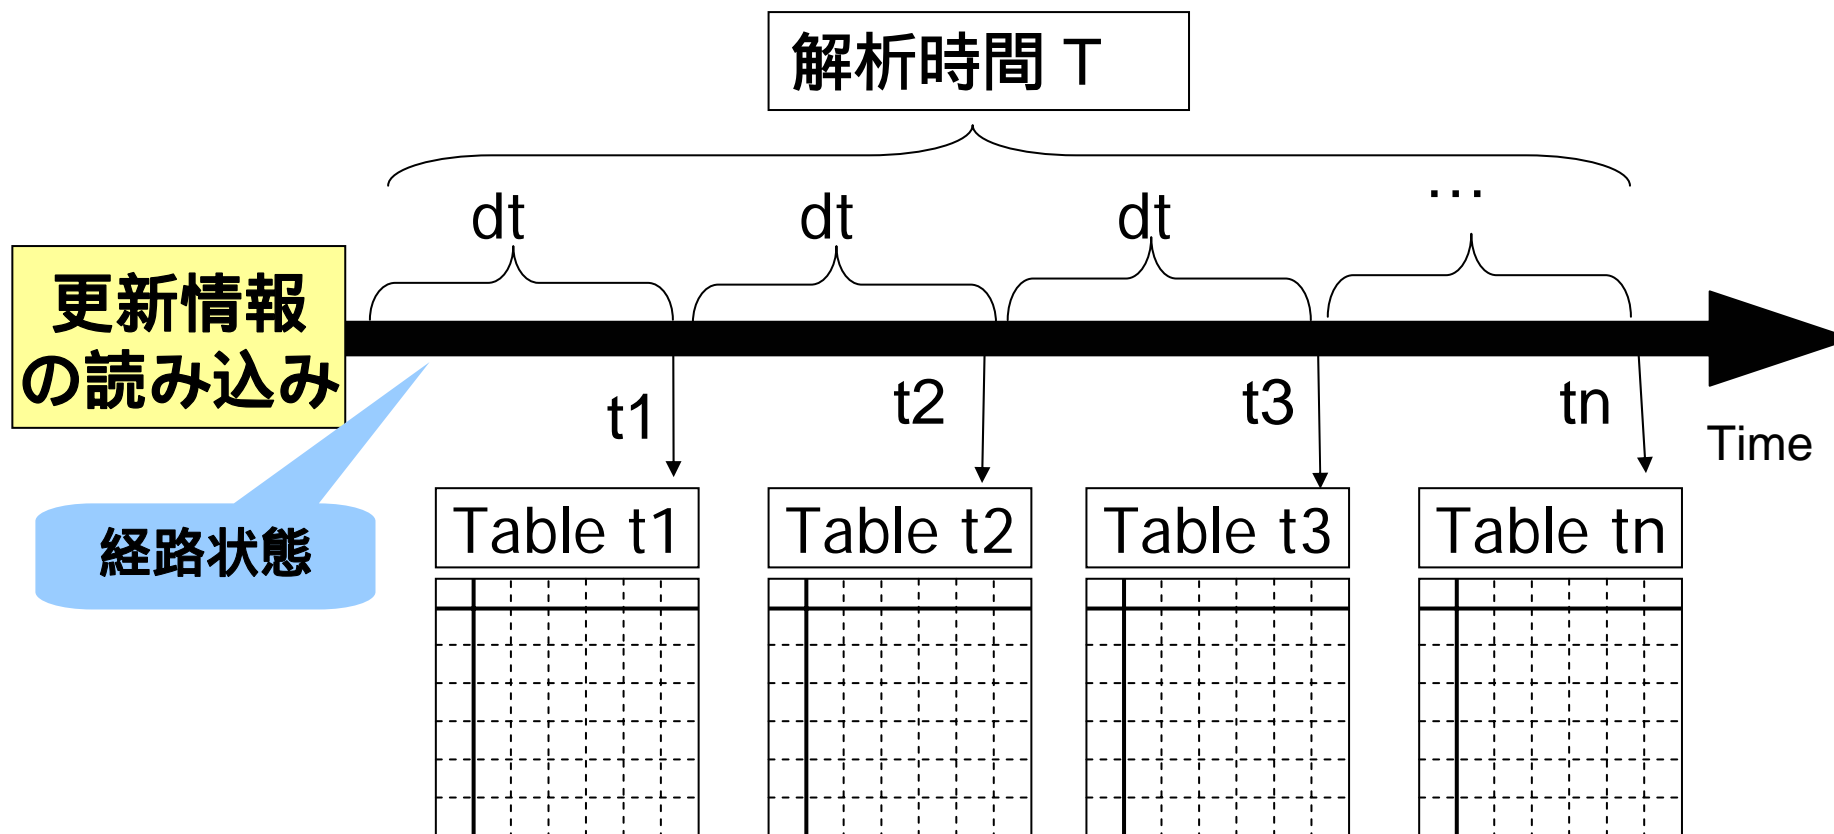 解析時間 T
dt dt dt …
更新情報
の読み込み
t1 t2 t3 tn
Time
経路状態
Table t1 Table t2 Table t3 Table tn